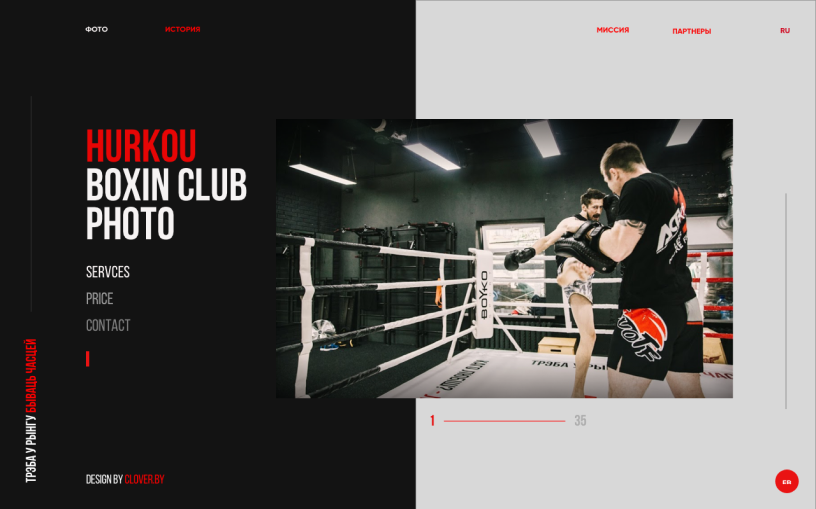 ФОТО
ИСТОРИЯ
МИССИЯ
ПАРТНЕРЫ
RU
HURKOU
BOXIN CLUB
PHOTO
SERVCES
PRICE
CONTACT
ТРЭБА У РЫНГУ БЫВАЦЬ ЧАСЦЕЙ
BOYKO
ТРЭБА У РЫ
1
35
DESIGN BY CLOVER.BY